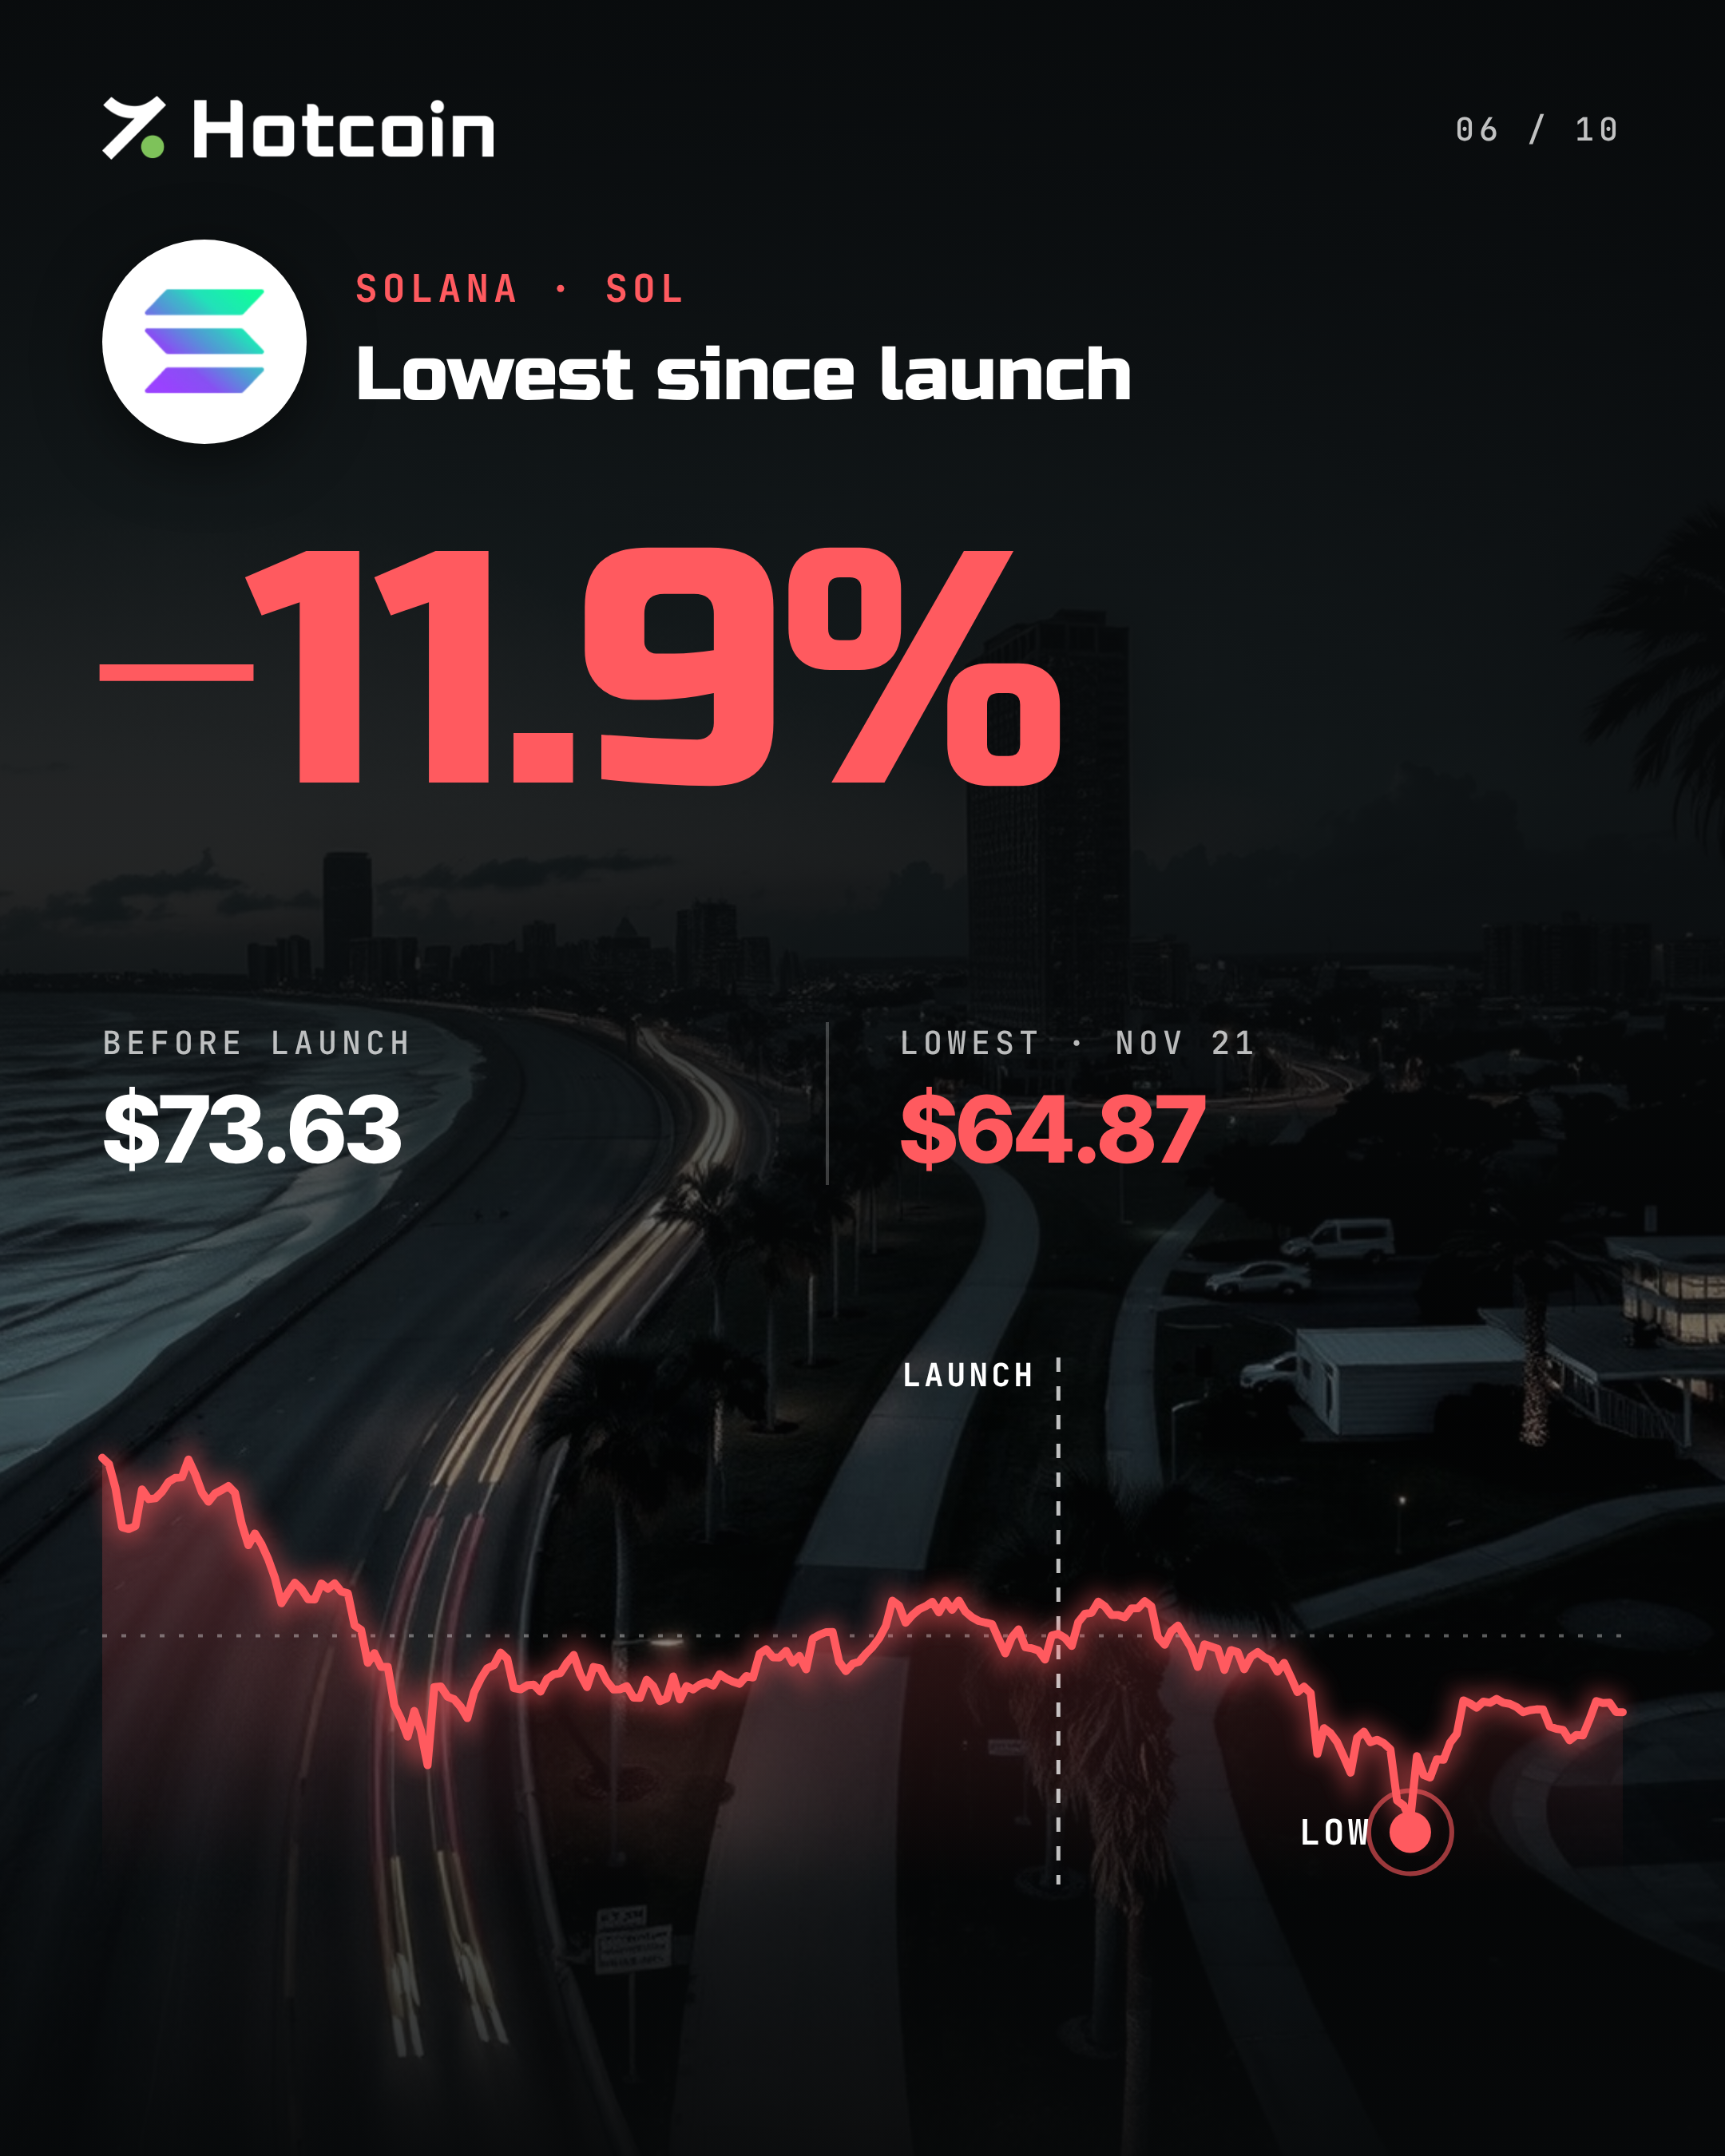 Hotcoin
06 / 10
SOLANA · SOL
Lowest since launch
—11.9%
BEFORE LAUNCH
$73.63
LOWEST · NOV 21
$64.87
LAUNCH
LOW